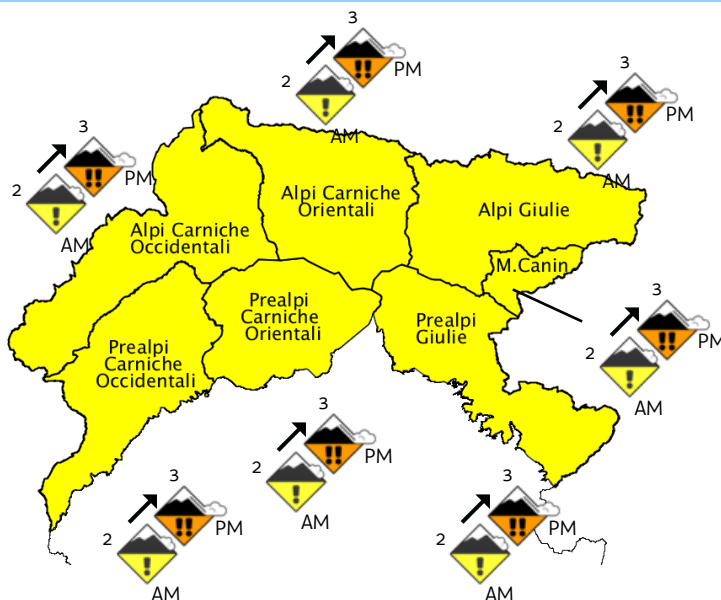 3
2
PM
AM
3
2
PM
AM
3
2
PM
AM
Alpi Carniche
Orientali
Alpi Giulie
Alpi Carniche
Occidentali
M.Canin
Prealpi
Carniche
Orientali
Prealpi
Giulie
3
2
PM
AM
Prealpi
Carniche
Occidentali
3
2
PM
AM
3
2
PM
AM
3
2
PM
AM